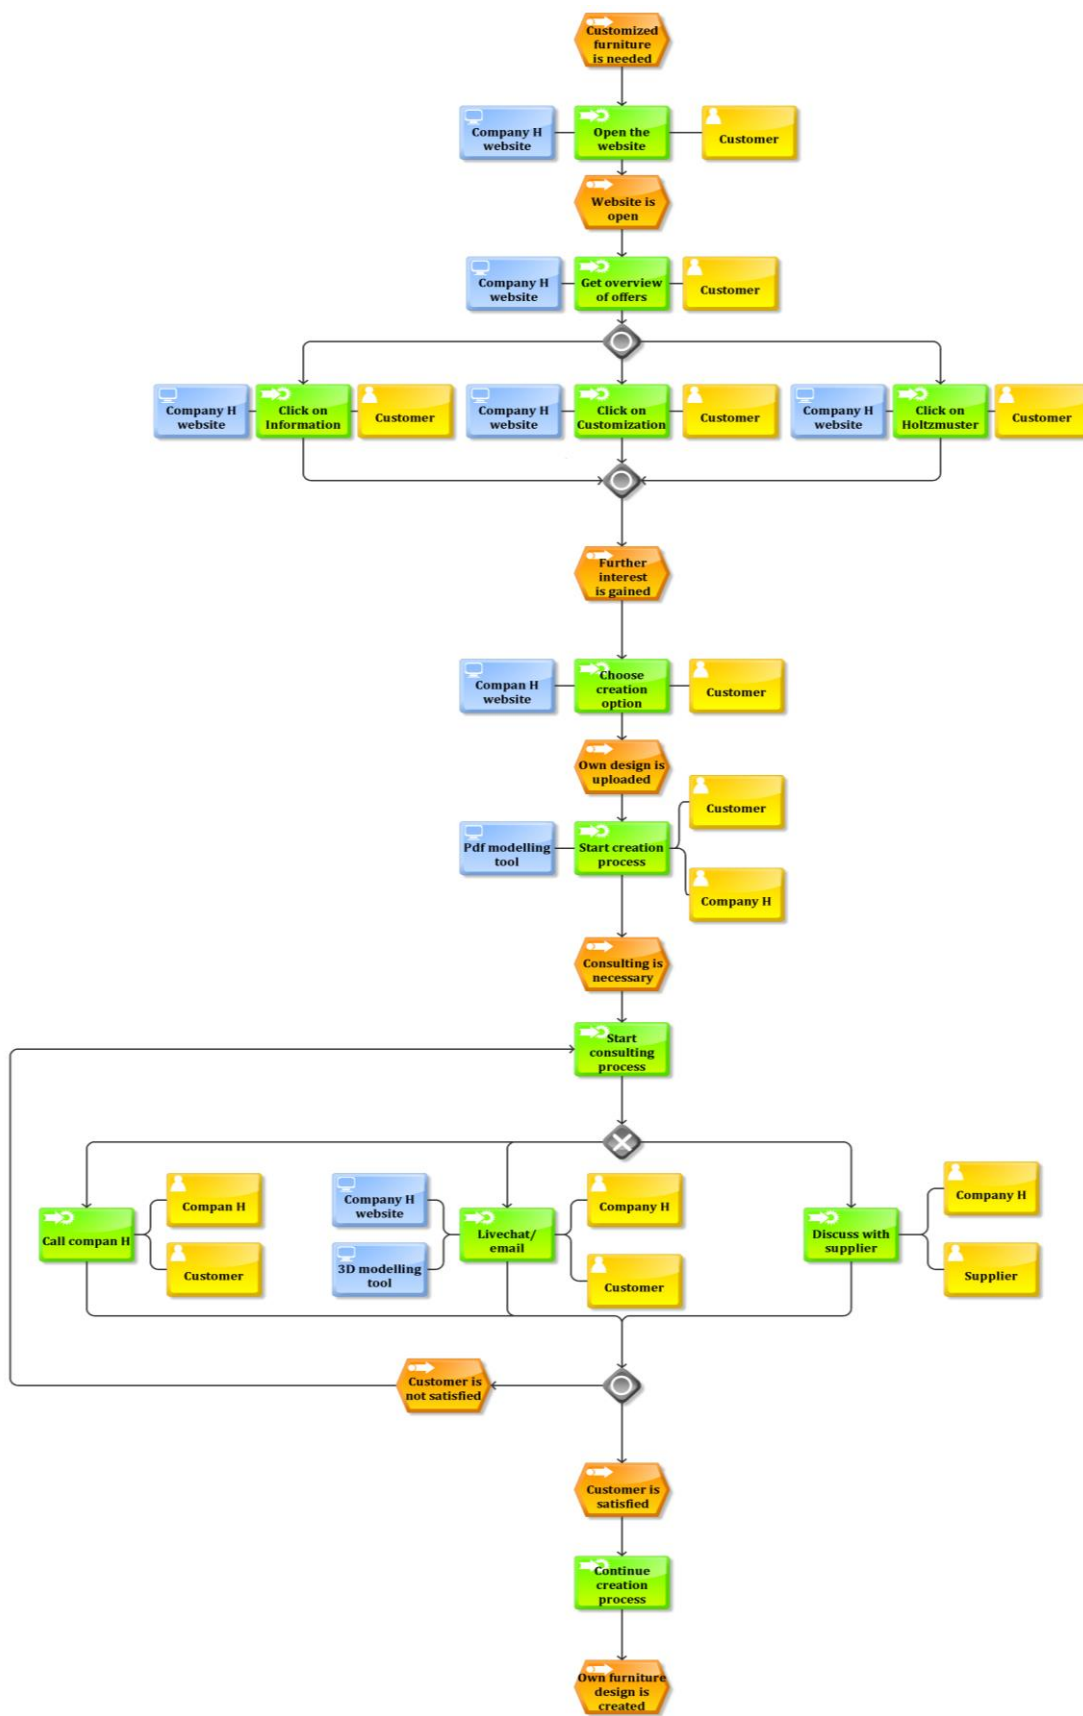 Customized
furniture
is needed
Company H
website
Open the
website
Customer
Website is
open
Company H
website
Get overview
of offers
Customer
Company H
website
Click on
Information
Customer
Company H
website
Click on
Customization
Customer
Company H
website
Click on
Holtzmuster
Customer
Further
interest
is gained
Compan H
website
Choose
creation
option
Customer
Own design is
uploaded
Customer
Pdf modelling
tool
Start creation
process
Company H
Consulting is
necessary
Start
consulting
process
Call compan H
Compan H
Customer
Company H
website
3D modelling
tool
Livechat/
email
Company H
Customer
Discuss with
supplier
Company H
Supplier
Customer is
not satisfied
Customer is
satisfied
Continue
creation
process
Own furniture
design is
created